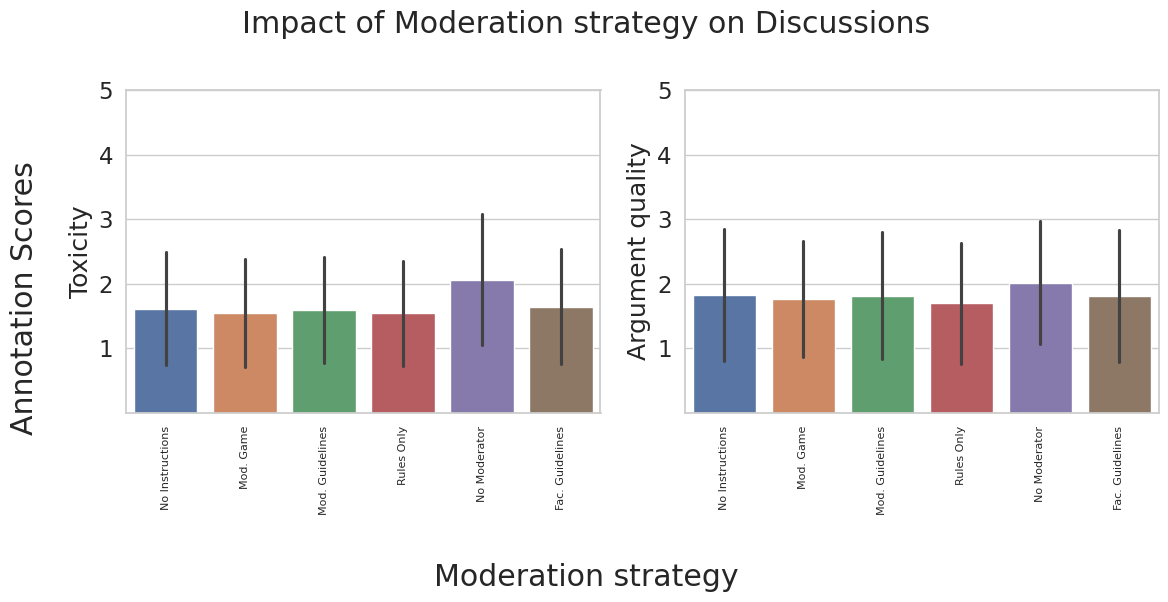 Impact of Moderation strategy on Discussions
Annotation Scores
Toxicity
5
4
3
2
1
No Instructions
Mod. Game
Mod. Guidelines
Rules Only
No Moderator
Fac. Guidelines
Argument quality
5
4
3
2
1
No Instructions
Mod. Game
Mod. Guidelines
Rules Only
No Moderator
Fac. Guidelines
Moderation strategy